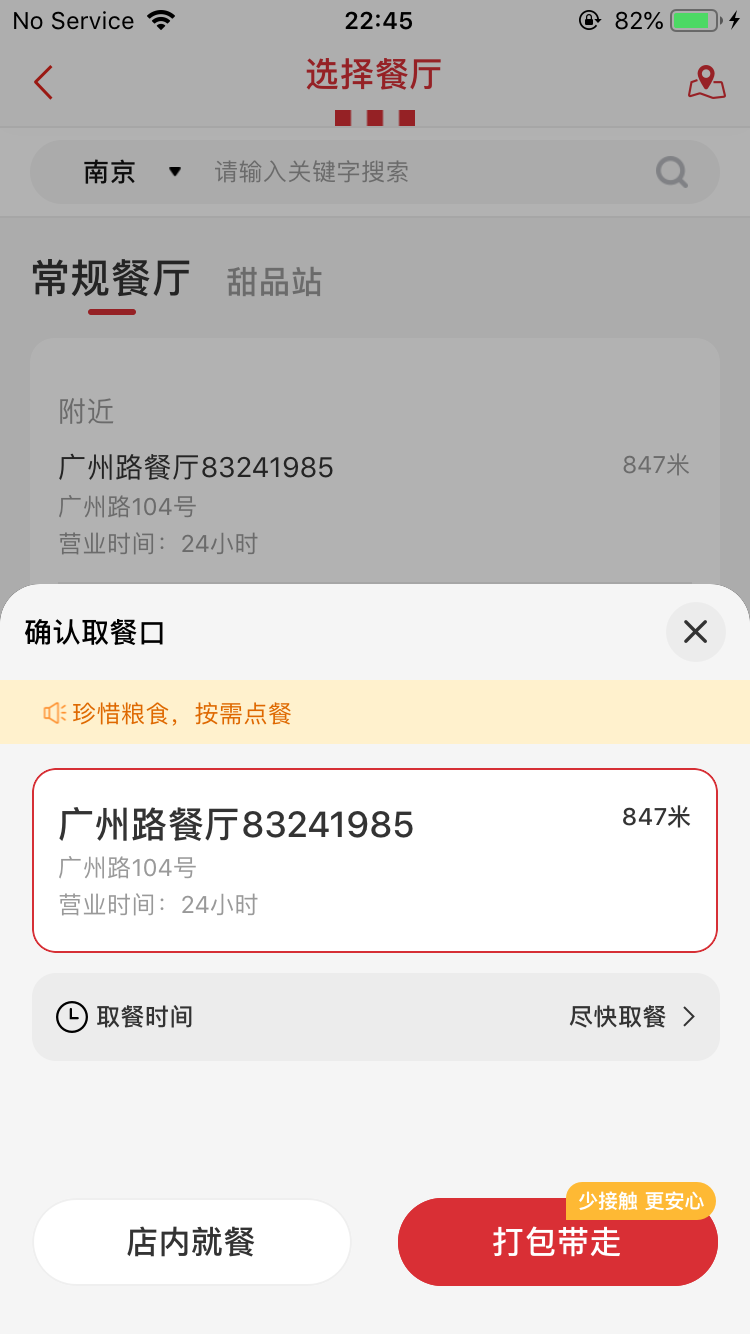 No Service
22:45
82%
选择餐厅
南京
请输入关键字搜索
常规餐厅
甜品站
附近
广州路餐厅83241985
847米
广州路104号
营业时间：24小时
确认取餐口
珍惜粮食，按需点餐
广州路餐厅83241985
847米
广州路104号
营业时间：24小时
取餐时间
尽快取餐
少接触 更安心
店内就餐
打包带走